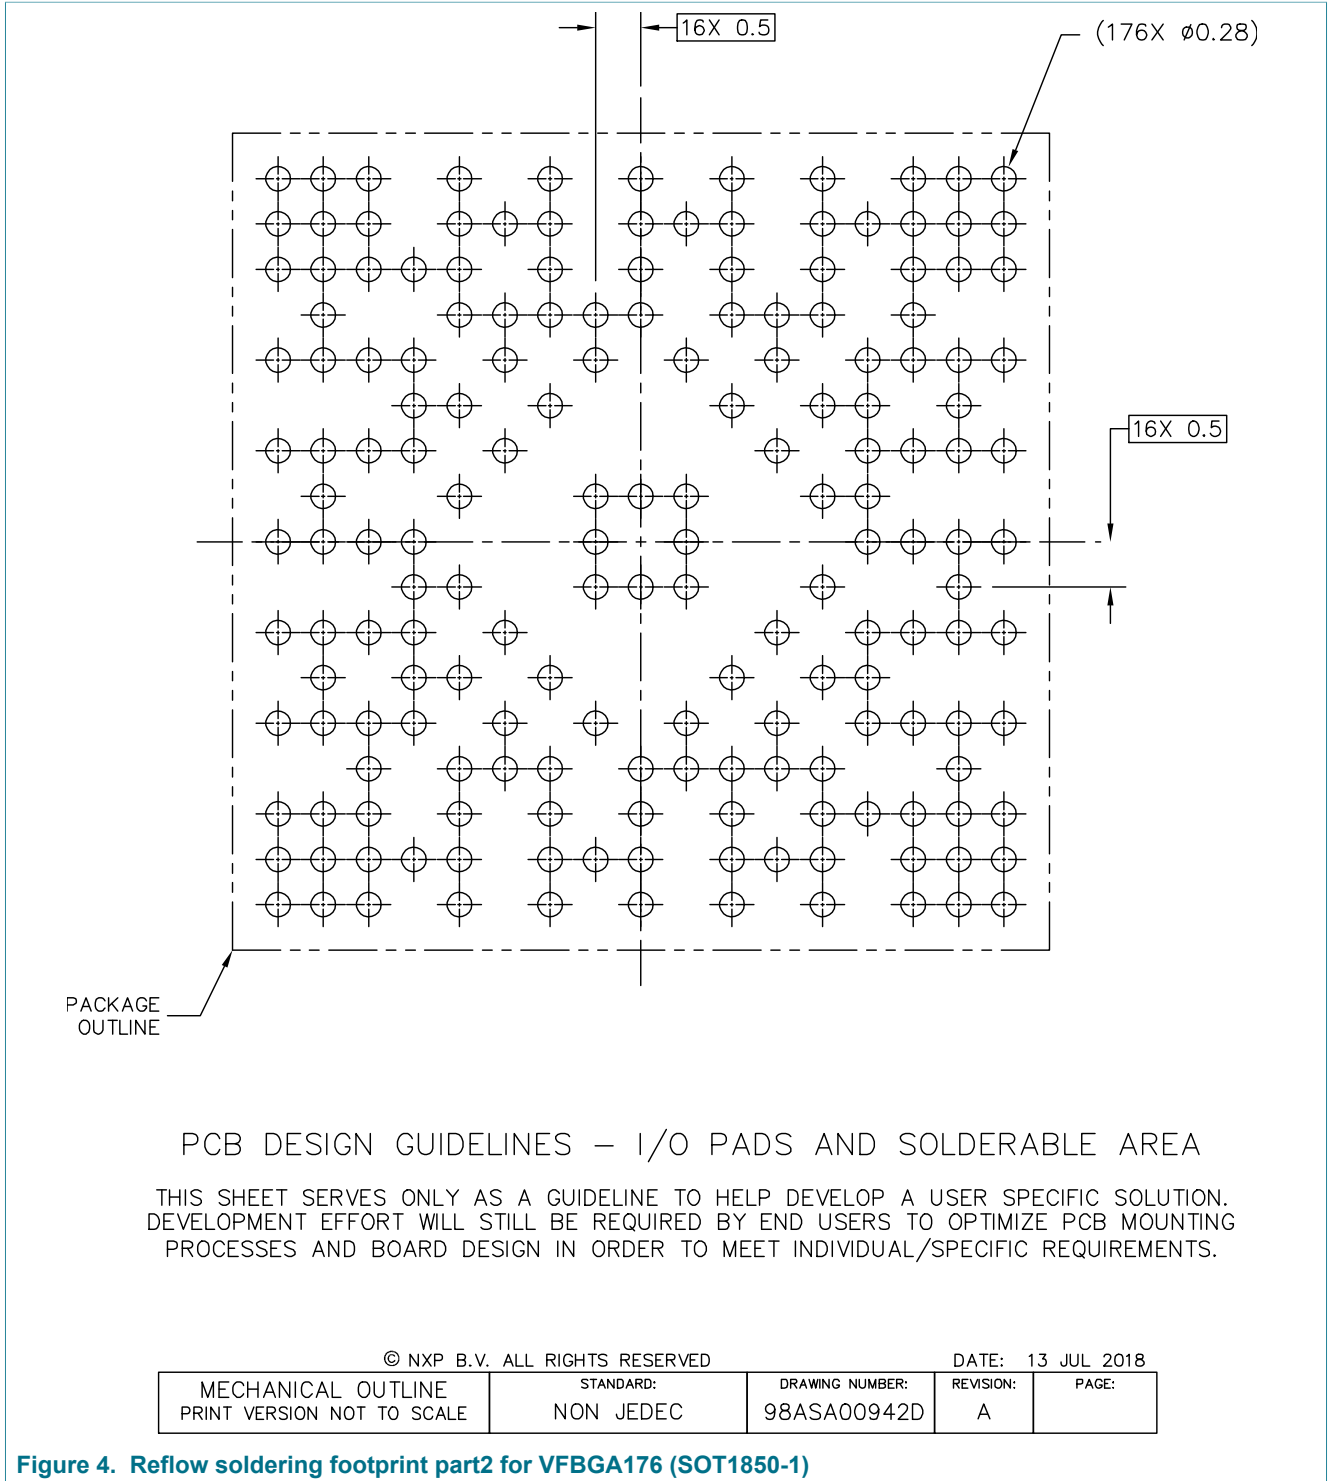 16X 0.5
(176X ø0.28)
16X 0.5
PACKAGE
OUTLINE
PCB DESIGN GUIDELINES – I/O PADS AND SOLDERABLE AREA
THIS SHEET SERVES ONLY AS A GUIDELINE TO HELP DEVELOP A USER SPECIFIC SOLUTION.
DEVELOPMENT EFFORT WILL STILL BE REQUIRED BY END USERS TO OPTIMIZE PCB MOUNTING
PROCESSES AND BOARD DESIGN IN ORDER TO MEET INDIVIDUAL/SPECIFIC REQUIREMENTS.
© NXP B.V. ALL RIGHTS RESERVED
DATE: 13 JUL 2018
MECHANICAL OUTLINE
PRINT VERSION NOT TO SCALE
STANDARD:
NON JEDEC
DRAWING NUMBER:
98ASA00942D
REVISION:
A
PAGE:
Figure 4. Reflow soldering footprint part2 for VFBGA176 (SOT1850-1)